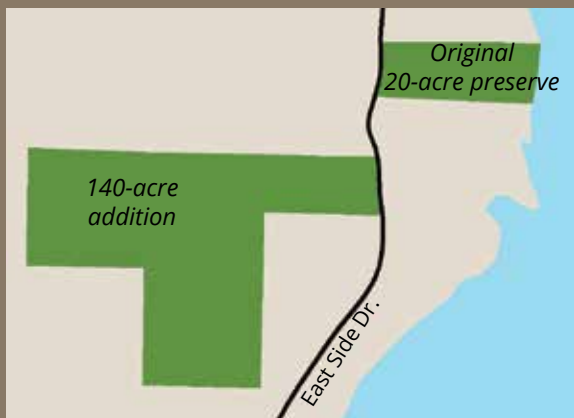 Original
20-acre preserve
140-acre
addition
East Side Dr.